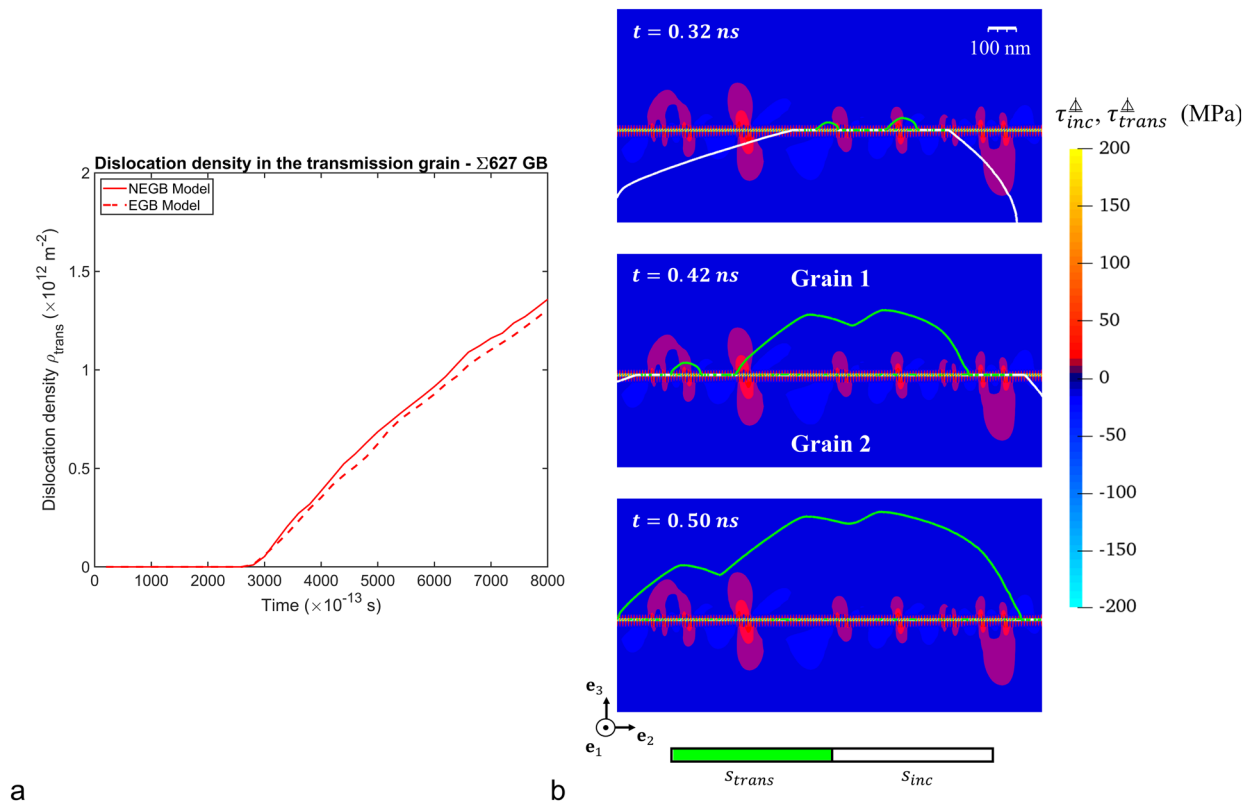 Dislocation density in the transmission grain - Σ627 GB
NEGB Model
EGB Model
2
1.5
1
0.5
0
0 1000 2000 3000 4000 5000 6000 7000 8000
Dislocation density ρtrans (×10¹² m⁻²)
Time (×10⁻¹³ s)
a
t = 0.32 ns
100 nm
t = 0.42 ns
Grain 1
Grain 2
t = 0.50 ns
e₃
e₂
e₁
strans sinc
b
τ⍋inc, τ⍋trans (MPa)
200
150
100
50
0
-50
-100
-150
-200